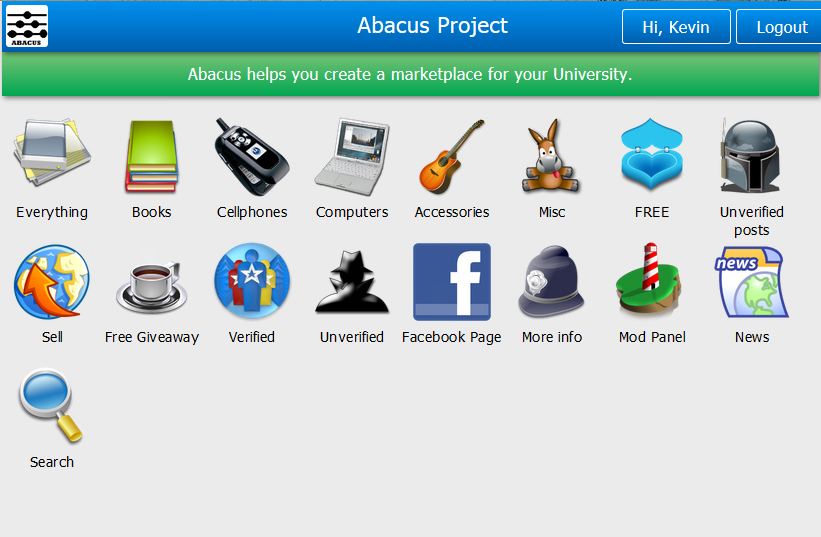 ABACUS
Abacus Project
Hi, Kevin
Logout
Abacus helps you create a marketplace for your University.
Everything
Books
Cellphones
Computers
Accessories
Misc
FREE
Unverified
posts
news
Sell
Free Giveaway
Verified
Unverified
f
Facebook Page
More info
Mod Panel
News
Search